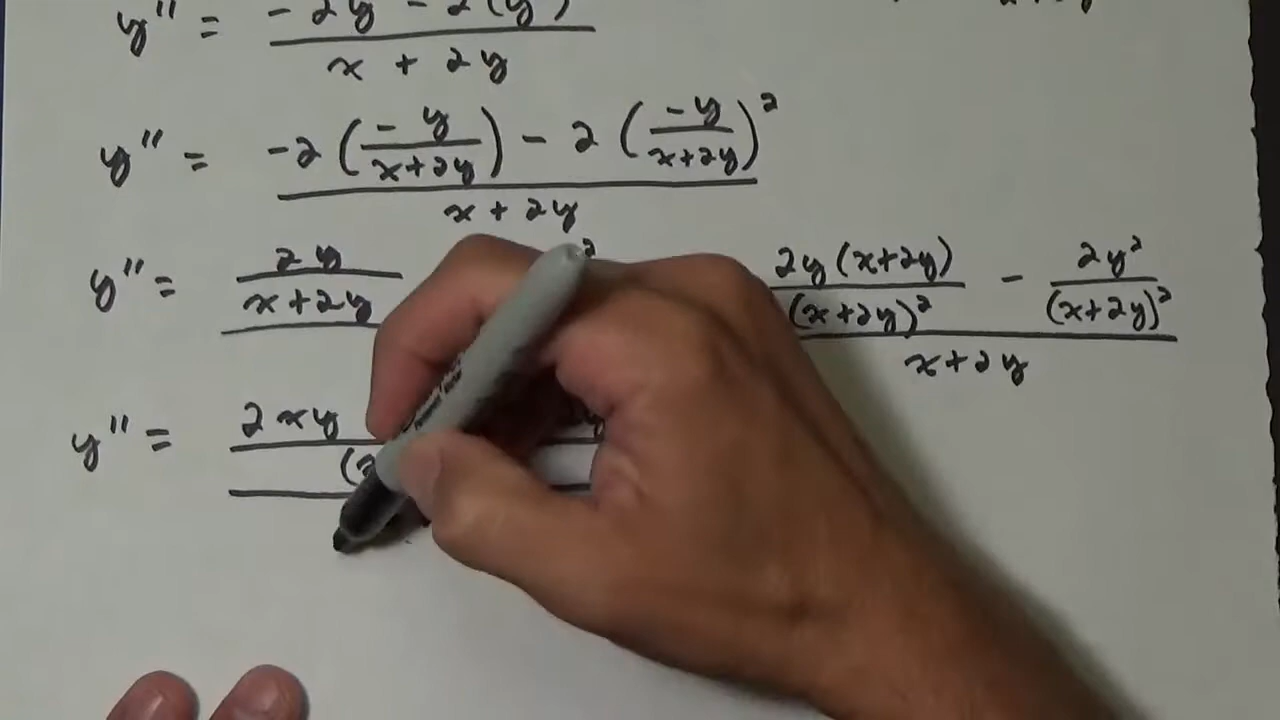 y'' = -2y - 2(y')
x + 2y
y'' = -2(-y/(x+2y)) - 2(-y/(x+2y))²
x + 2y
y'' = 2y/(x+2y) 2 2y(x+2y)/(x+2y)² - 2y²/(x+2y)²
x+2y
y'' = 2xy
(